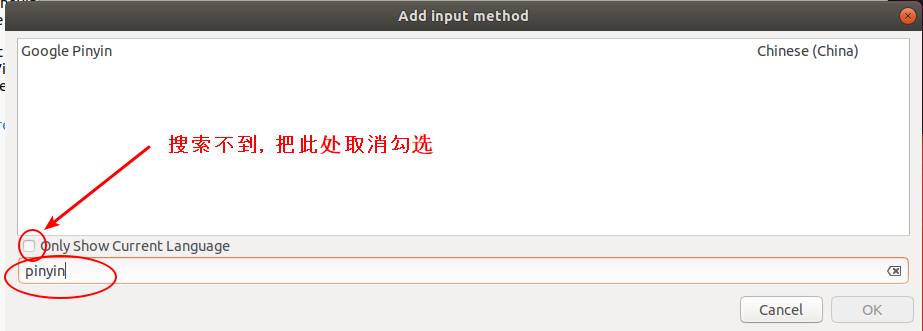 Add input method
Google Pinyin Chinese (China)
搜索不到, 把此处取消勾选
Only Show Current Language
pinyin
Cancel OK